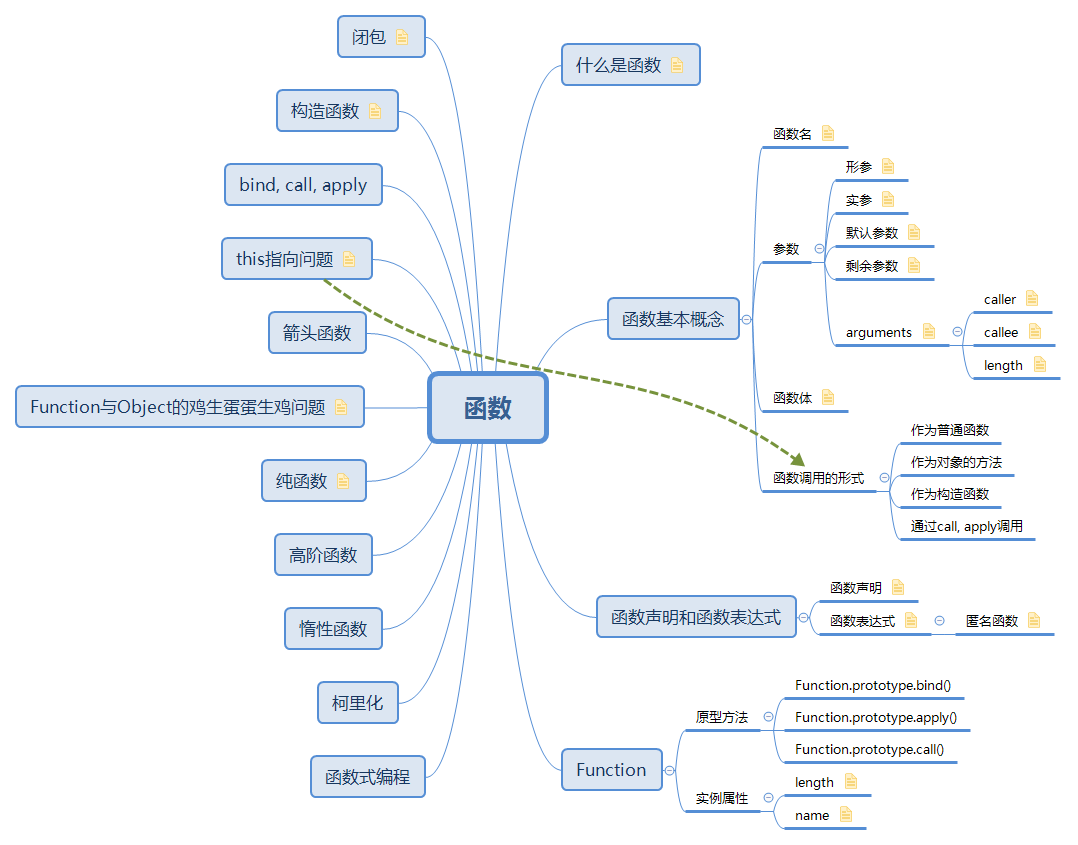 闭包
构造函数
bind, call, apply
this指向问题
箭头函数
Function与Object的鸡生蛋蛋生鸡问题
纯函数
高阶函数
惰性函数
柯里化
函数式编程
函数
什么是函数
函数基本概念
函数名
参数
形参
实参
默认参数
剩余参数
arguments
caller
callee
length
函数体
函数调用的形式
作为普通函数
作为对象的方法
作为构造函数
通过call, apply调用
函数声明和函数表达式
函数声明
函数表达式
匿名函数
Function
原型方法
Function.prototype.bind()
Function.prototype.apply()
Function.prototype.call()
实例属性
length
name